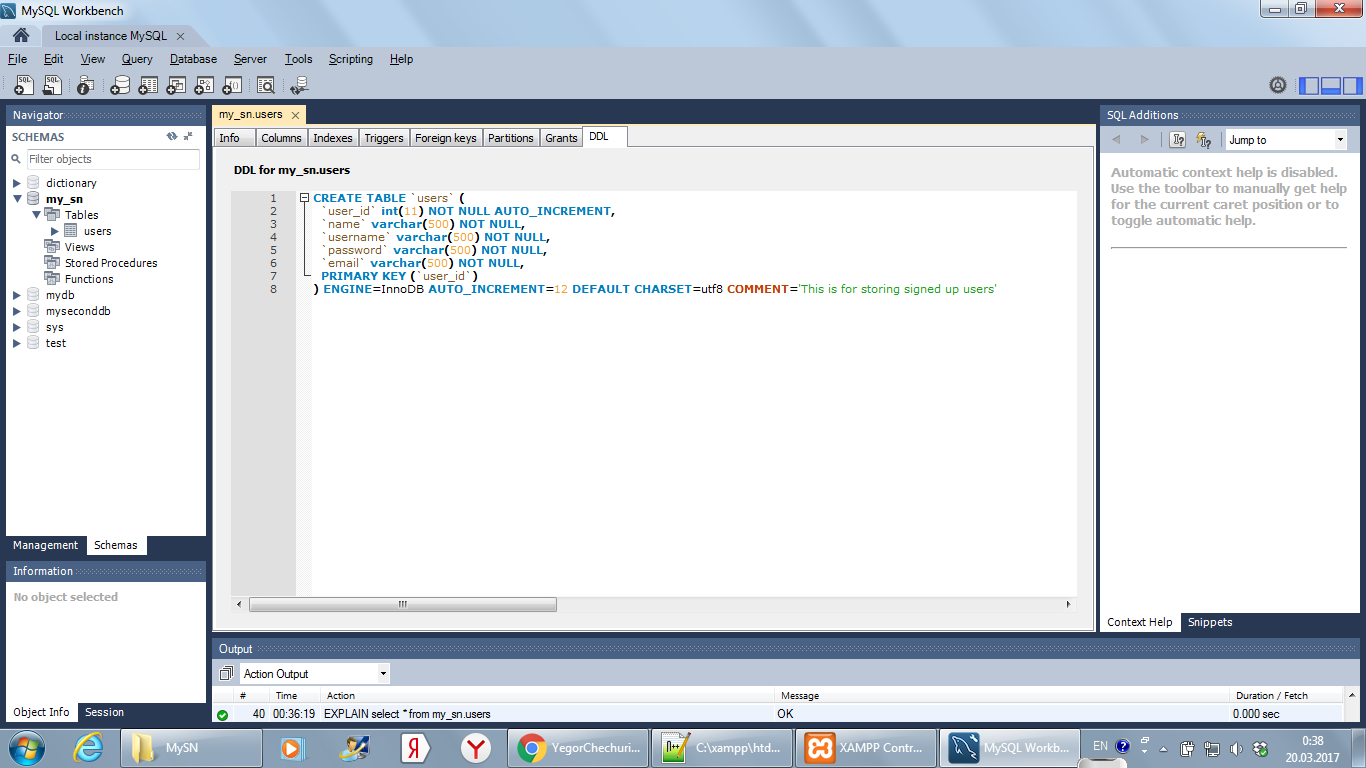 MySQL Workbench
Local instance MySQL
File Edit View Query Database Server Tools Scripting Help
Navigator
SCHEMAS
Filter objects
dictionary
my_sn
Tables
users
Views
Stored Procedures
Functions
mydb
myseconddb
sys
test
Management Schemas
Information
No object selected
Object Info Session
my_sn.users
Info Columns Indexes Triggers Foreign keys Partitions Grants DDL
DDL for my_sn.users
1 CREATE TABLE `users` (
2 `user_id` int(11) NOT NULL AUTO_INCREMENT,
3 `name` varchar(500) NOT NULL,
4 `username` varchar(500) NOT NULL,
5 `password` varchar(500) NOT NULL,
6 `email` varchar(500) NOT NULL,
7 PRIMARY KEY (`user_id`)
8 ) ENGINE=InnoDB AUTO_INCREMENT=12 DEFAULT CHARSET=utf8 COMMENT='This is for storing signed up users'
SQL Additions
Jump to
Automatic context help is disabled.
Use the toolbar to manually get help
for the current caret position or to
toggle automatic help.
Context Help Snippets
Output
Action Output
# Time Action Message Duration / Fetch
40 00:36:19 EXPLAIN select * from my_sn.users OK 0.000 sec
MySN
YegorChechuri...
C:\xampp\htd...
XAMPP Contr...
MySQL Workb...
EN
0:38
20.03.2017